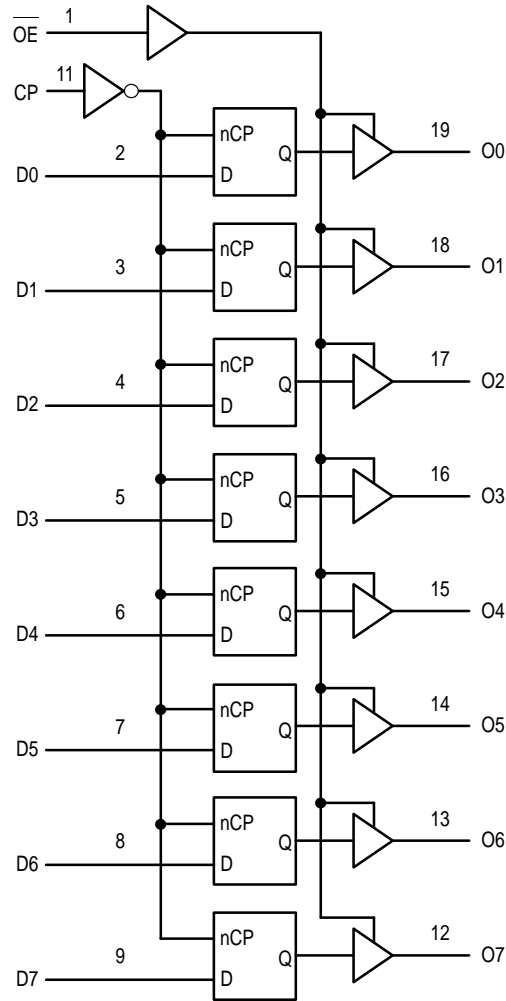 O̅E̅ 1
CP 11
nCP
D0 2 D Q 19 O0
nCP
D1 3 D Q 18 O1
nCP
D2 4 D Q 17 O2
nCP
D3 5 D Q 16 O3
nCP
D4 6 D Q 15 O4
nCP
D5 7 D Q 14 O5
nCP
D6 8 D Q 13 O6
nCP
D7 9 D Q 12 O7